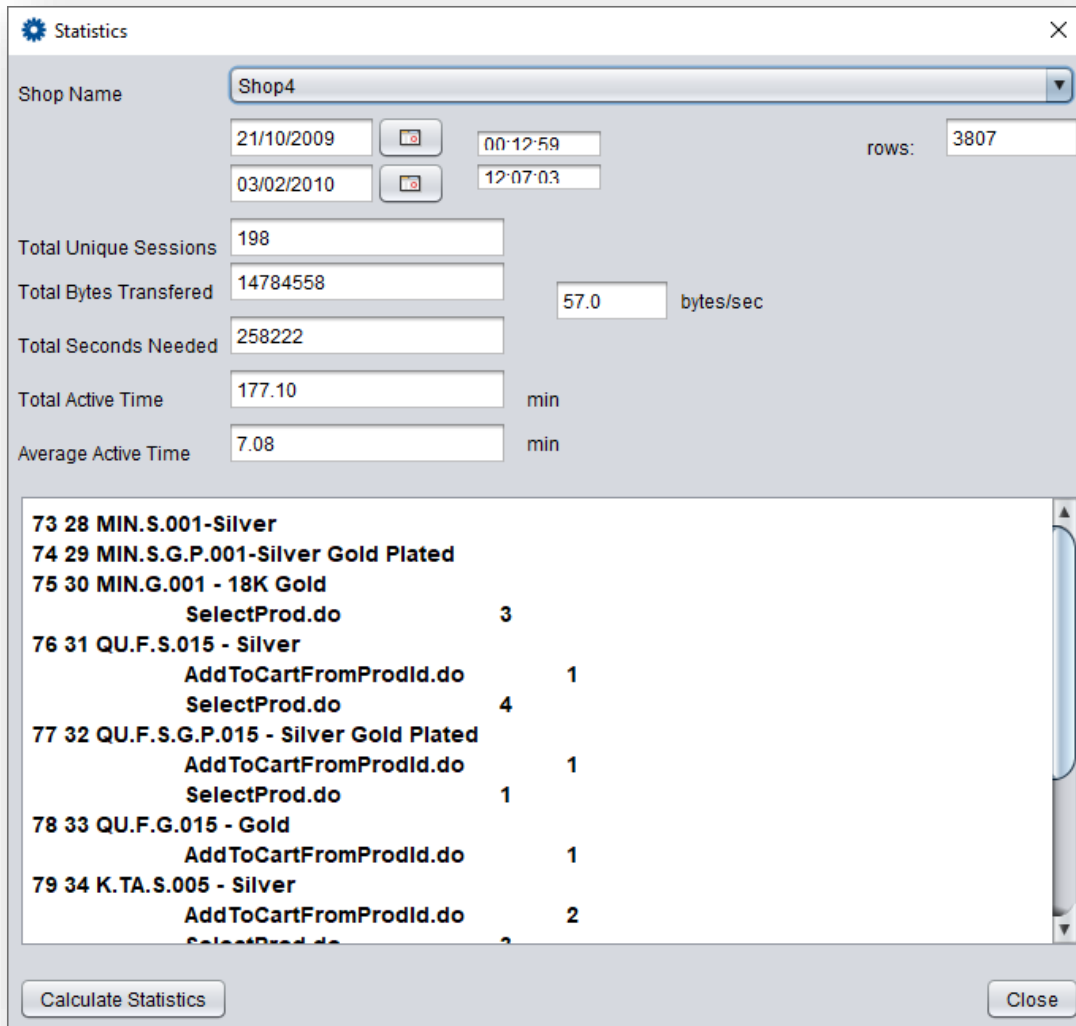 Statistics
Shop Name Shop4
21/10/2009 00:12:59 rows: 3807
03/02/2010 12:07:03
Total Unique Sessions 198
Total Bytes Transfered 14784558 57.0 bytes/sec
Total Seconds Needed 258222
Total Active Time 177.10 min
Average Active Time 7.08 min
73 28 MIN.S.001-Silver
74 29 MIN.S.G.P.001-Silver Gold Plated
75 30 MIN.G.001 - 18K Gold
SelectProd.do 3
76 31 QU.F.S.015 - Silver
AddToCartFromProdId.do 1
SelectProd.do 4
77 32 QU.F.S.G.P.015 - Silver Gold Plated
AddToCartFromProdId.do 1
SelectProd.do 1
78 33 QU.F.G.015 - Gold
AddToCartFromProdId.do 1
79 34 K.TA.S.005 - Silver
AddToCartFromProdId.do 2
SelectProd.do
Calculate Statistics Close